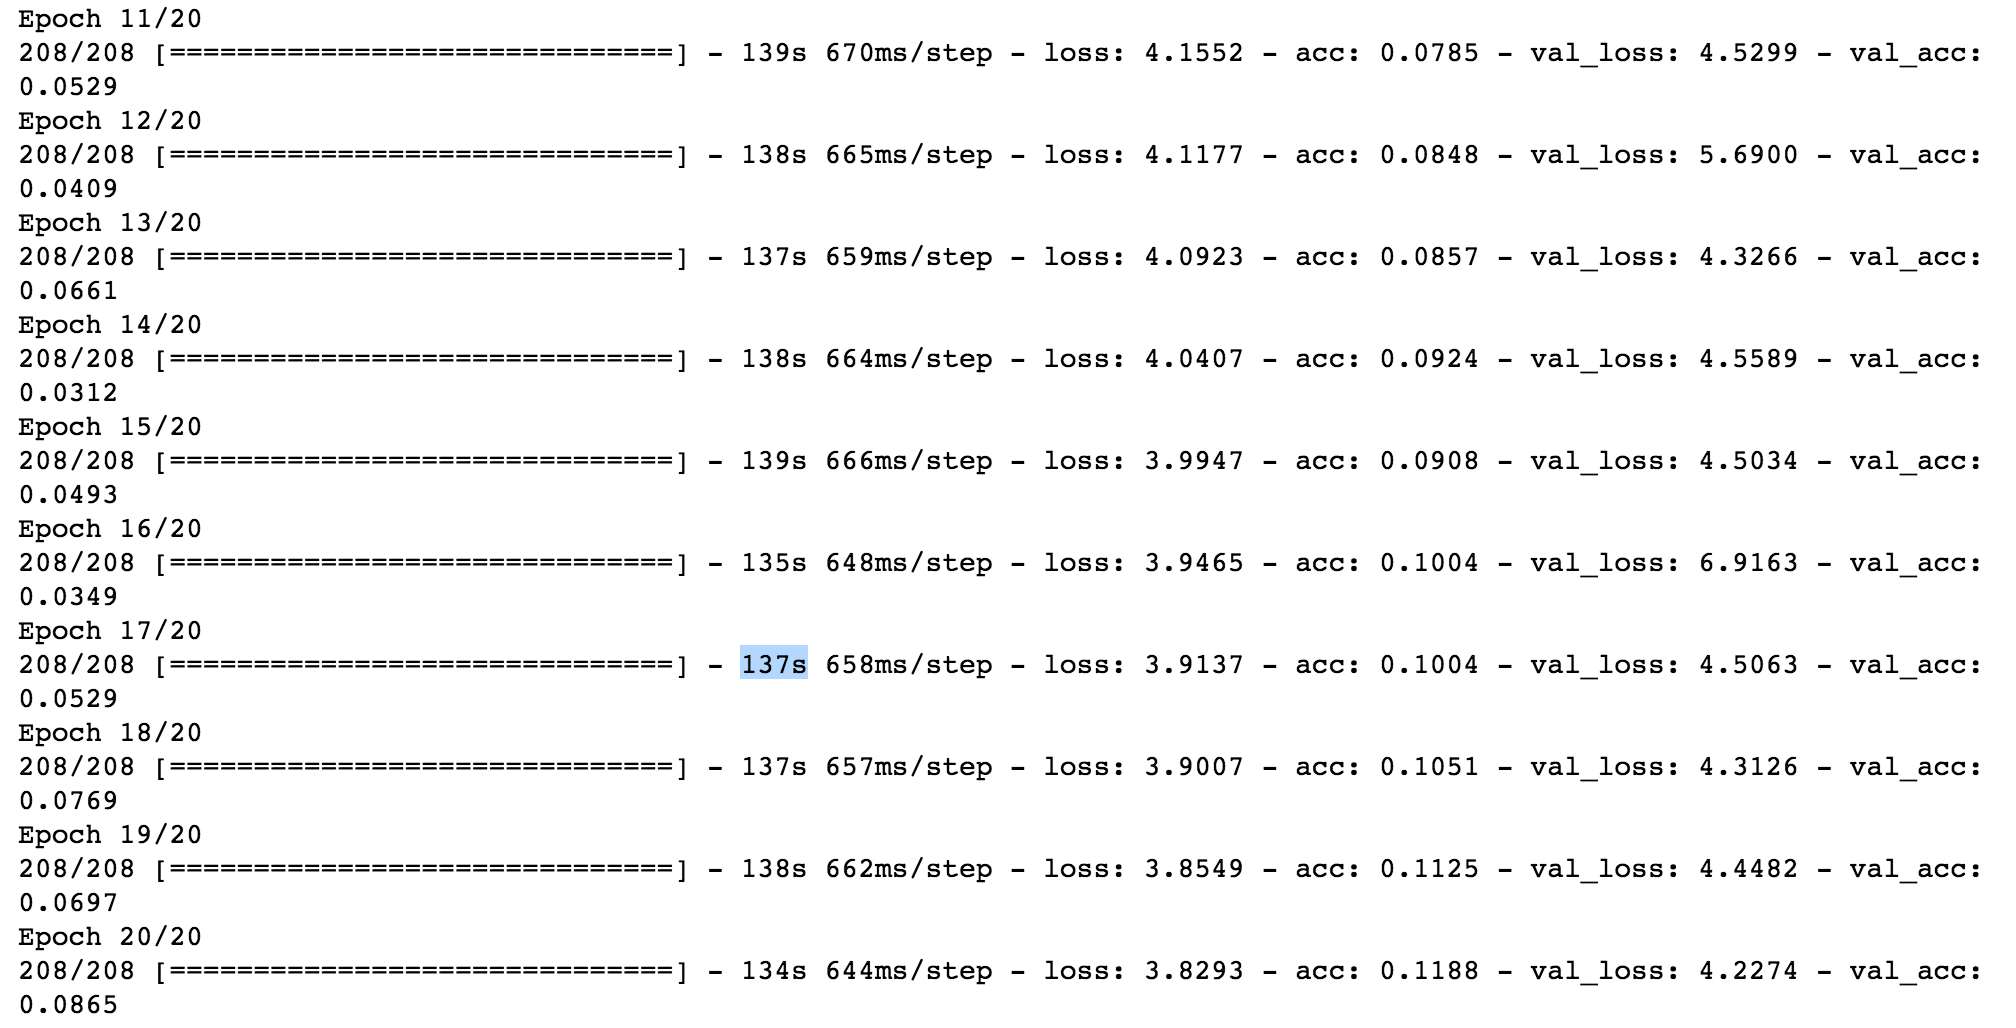 Epoch 11/20
208/208 [==============================] - 139s 670ms/step - loss: 4.1552 - acc: 0.0785 - val_loss: 4.5299 - val_acc:
0.0529
Epoch 12/20
208/208 [==============================] - 138s 665ms/step - loss: 4.1177 - acc: 0.0848 - val_loss: 5.6900 - val_acc:
0.0409
Epoch 13/20
208/208 [==============================] - 137s 659ms/step - loss: 4.0923 - acc: 0.0857 - val_loss: 4.3266 - val_acc:
0.0661
Epoch 14/20
208/208 [==============================] - 138s 664ms/step - loss: 4.0407 - acc: 0.0924 - val_loss: 4.5589 - val_acc:
0.0312
Epoch 15/20
208/208 [==============================] - 139s 666ms/step - loss: 3.9947 - acc: 0.0908 - val_loss: 4.5034 - val_acc:
0.0493
Epoch 16/20
208/208 [==============================] - 135s 648ms/step - loss: 3.9465 - acc: 0.1004 - val_loss: 6.9163 - val_acc:
0.0349
Epoch 17/20
208/208 [==============================] - 137s 658ms/step - loss: 3.9137 - acc: 0.1004 - val_loss: 4.5063 - val_acc:
0.0529
Epoch 18/20
208/208 [==============================] - 137s 657ms/step - loss: 3.9007 - acc: 0.1051 - val_loss: 4.3126 - val_acc:
0.0769
Epoch 19/20
208/208 [==============================] - 138s 662ms/step - loss: 3.8549 - acc: 0.1125 - val_loss: 4.4482 - val_acc:
0.0697
Epoch 20/20
208/208 [==============================] - 134s 644ms/step - loss: 3.8293 - acc: 0.1188 - val_loss: 4.2274 - val_acc:
0.0865